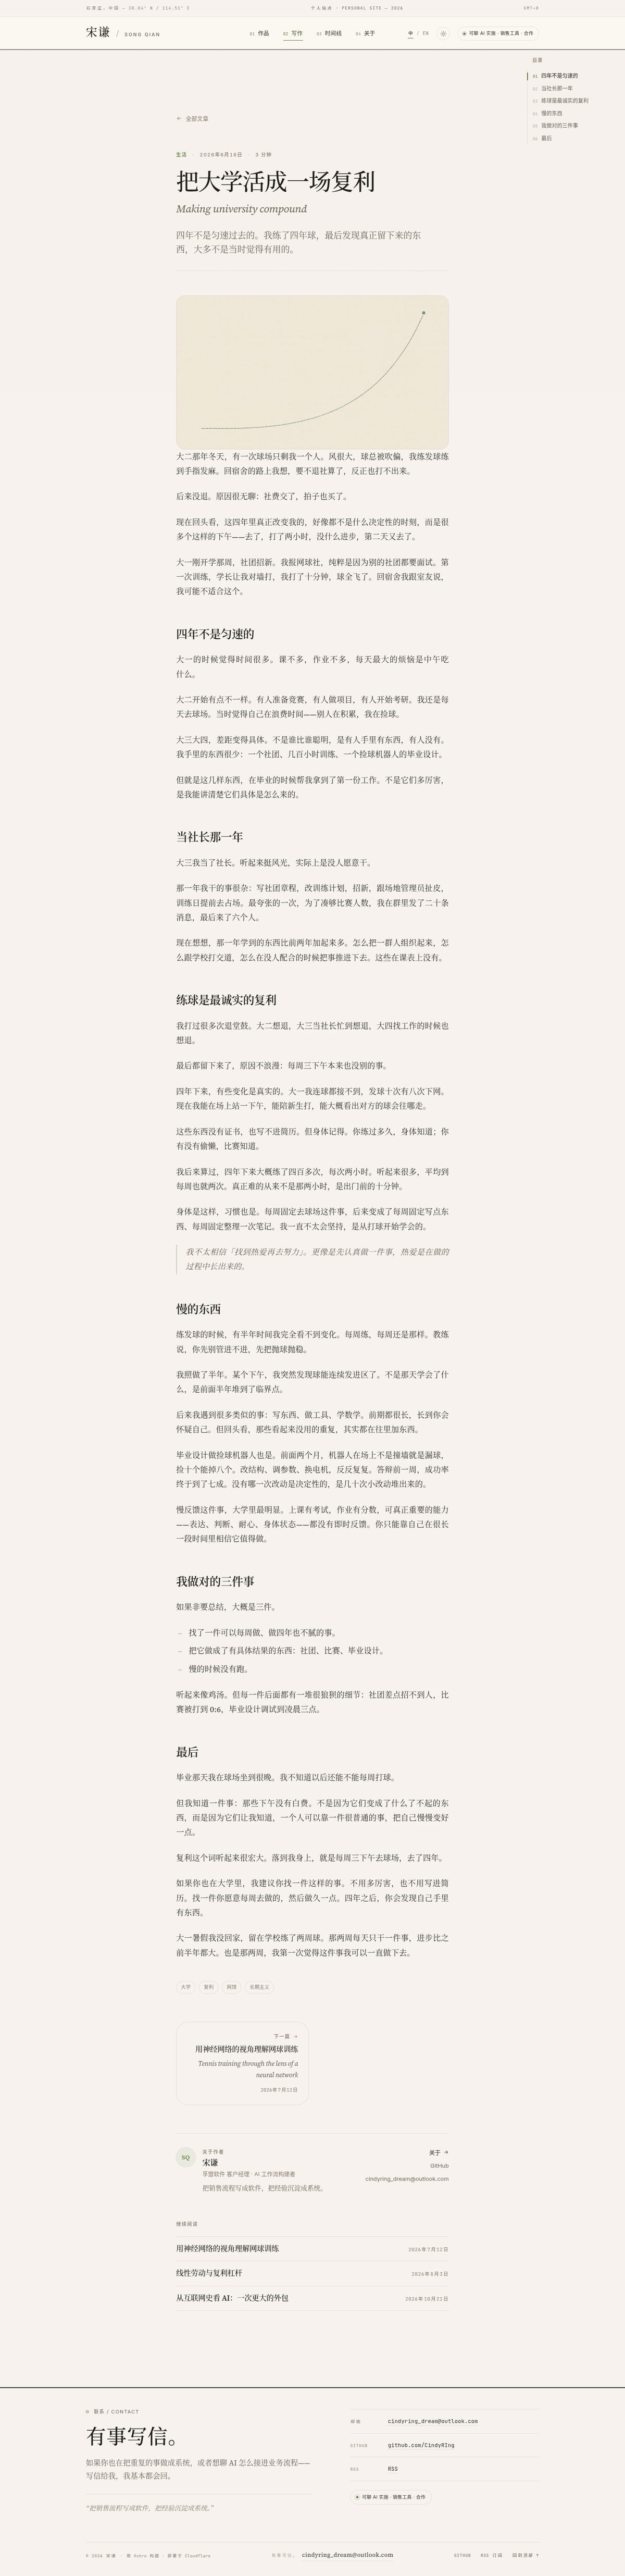 石家庄, 中国 — 38.04° N / 114.51° E
个人站点 · PERSONAL SITE — 2026
GMT+8
宋谦 / SONG QIAN
01 作品
02 写作
03 时间线
04 关于
中 / EN
可聊 AI 实施 · 销售工具 · 合作
目录
01 四年不是匀速的
02 当社长那一年
03 练球是最诚实的复利
04 慢的东西
05 我做对的三件事
06 最后
← 全部文章
生活 · 2026年6月19日 · 3 分钟
把大学活成一场复利
Making university compound
四年不是匀速过去的。我练了四年球，最后发现真正留下来的东
西，大多不是当时觉得有用的。
大二那年冬天，有一次球场只剩我一个人。风很大，球总被吹偏，我练发球练
到手指发麻。回宿舍的路上我想，要不退社算了，反正也打不出来。
后来没退。原因很无聊：社费交了，拍子也买了。
现在回头看，这四年里真正改变我的，好像都不是什么决定性的时刻，而是很
多个这样的下午——去了，打了两小时，没什么进步，第二天又去了。
大一刚开学那周，社团招新。我报网球社，纯粹是因为别的社团都要面试。第
一次训练，学长让我对墙打，我打了十分钟，球全飞了。回宿舍我跟室友说，
我可能不适合这个。
四年不是匀速的
大一的时候觉得时间很多。课不多，作业不多，每天最大的烦恼是中午吃
什么。
大二开始有点不一样。有人准备竞赛，有人做项目，有人开始考研。我还是每
天去球场。当时觉得自己在浪费时间——别人在积累，我在捡球。
大三大四，差距变得具体。不是谁比谁聪明，是有人手里有东西，有人没有。
我手里的东西很少：一个社团、几百小时训练、一个捡球机器人的毕业设计。
但就是这几样东西，在毕业的时候帮我拿到了第一份工作。不是它们多厉害，
是我能讲清楚它们具体是怎么来的。
当社长那一年
大三我当了社长。听起来挺风光，实际上是没人愿意干。
那一年我干的事很杂：写社团章程，改训练计划，招新，跟场地管理员扯皮，
训练日提前去占场。最夸张的一次，为了凑够比赛人数，我在群里发了二十条
消息，最后来了六个人。
现在想想，那一年学到的东西比前两年加起来多。怎么把一群人组织起来，怎
么跟学校打交道，怎么在没人配合的时候把事推进下去。这些在课表上没有。
练球是最诚实的复利
我打过很多次退堂鼓。大二想退，大三当社长忙到想退，大四找工作的时候也
想退。
最后都留下来了，原因不浪漫：每周三下午本来也没别的事。
四年下来，有些变化是真实的。大一我连球都接不到，发球十次有八次下网。
现在我能在场上站一下午，能陪新生打，能大概看出对方的球会往哪走。
这些东西没有证书，也写不进简历。但身体记得。你练过多久，身体知道；你
有没有偷懒，比赛知道。
我后来算过，四年下来大概练了四百多次，每次两小时。听起来很多，平均到
每周也就两次。真正难的从来不是那两小时，是出门前的十分钟。
身体是这样，习惯也是。每周固定去球场这件事，后来变成了每周固定写点东
西、每周固定整理一次笔记。我一直不太会坚持，是从打球开始学会的。
我不太相信「找到热爱再去努力」。更像是先认真做一件事，热爱是在做的
过程中长出来的。
慢的东西
练发球的时候，有半年时间我完全看不到变化。每周练，每周还是那样。教练
说，你先别管进不进，先把抛球抛稳。
我照做了半年。某个下午，我突然发现球能连续发进区了。不是那天学会了什
么，是前面半年堆到了临界点。
后来我遇到很多类似的事：写东西、做工具、学数学。前期都很长，长到你会
怀疑自己。但回头看，那些看起来没用的重复，其实都在往里加东西。
毕业设计做捡球机器人也是。前面两个月，机器人在场上不是撞墙就是漏球，
捡十个能掉八个。改结构、调参数、换电机，反反复复。答辩前一周，成功率
终于到了七成。没有哪一次改动是决定性的，是几十次小改动堆出来的。
慢反馈这件事，大学里最明显。上课有考试，作业有分数，可真正重要的能力
——表达、判断、耐心、身体状态——都没有即时反馈。你只能靠自己在很长
一段时间里相信它值得做。
我做对的三件事
如果非要总结，大概是三件。
– 找了一件可以每周做、做四年也不腻的事。
– 把它做成了有具体结果的东西：社团、比赛、毕业设计。
– 慢的时候没有跑。
听起来像鸡汤。但每一件后面都有一堆很狼狈的细节：社团差点招不到人，比
赛被打到 0:6，毕业设计调试到凌晨三点。
最后
毕业那天我在球场坐到很晚。我不知道以后还能不能每周打球。
但我知道一件事：那些下午没有白费。不是因为它们变成了什么了不起的东
西，而是因为它们让我知道，一个人可以靠一件很普通的事，把自己慢慢变好
一点。
复利这个词听起来很宏大。落到我身上，就是每周三下午去球场，去了四年。
如果你也在大学里，我建议你找一件这样的事。不用多厉害，也不用写进简
历。找一件你愿意每周去做的，然后做久一点。四年之后，你会发现自己手里
有东西。
大一暑假我没回家，留在学校练了两周球。那两周每天只干一件事，进步比之
前半年都大。也是那两周，我第一次觉得这件事我可以一直做下去。
大学
复利
网球
长期主义
下一篇 →
用神经网络的视角理解网球训练
Tennis training through the lens of a
neural network
2026年7月12日
SQ
关于作者
宋谦
孚盟软件 客户经理 · AI 工作流构建者
把销售流程写成软件，把经验沉淀成系统。
关于 →
GitHub
cindyring_dream@outlook.com
继续阅读
用神经网络的视角理解网球训练 2026年7月12日
线性劳动与复利杠杆 2026年8月5日
从互联网史看 AI：一次更大的外包 2026年10月21日
联系 / CONTACT
有事写信。
如果你也在把重复的事做成系统，或者想聊 AI 怎么接进业务流程——
写信给我，我基本都会回。
“把销售流程写成软件，把经验沉淀成系统。”
邮箱 cindyring_dream@outlook.com
GITHUB github.com/CindyRIng
RSS RSS
可聊 AI 实施 · 销售工具 · 合作
© 2026 宋谦 · 用 Astro 构建 · 部署于 Cloudflare
有事写信。 cindyring_dream@outlook.com
GITHUB RSS 订阅 回到顶部 ↑